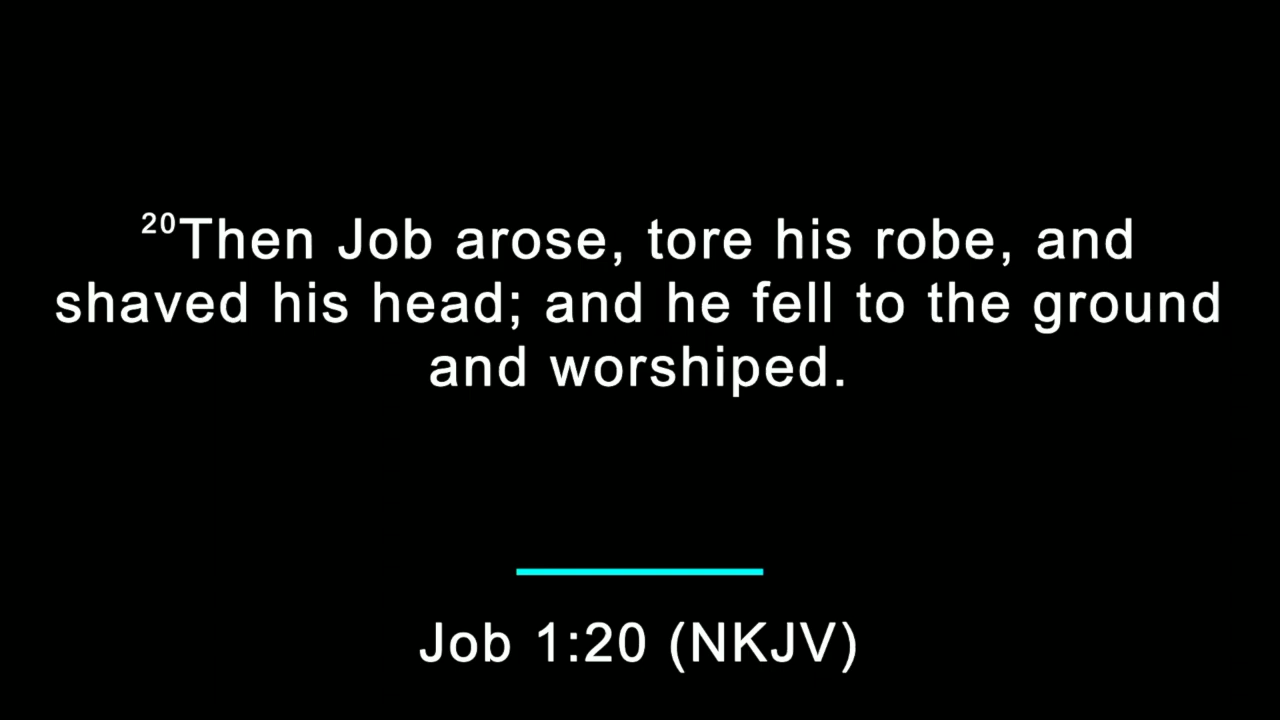 ²⁰Then Job arose, tore his robe, and
shaved his head; and he fell to the ground
and worshiped.
Job 1:20 (NKJV)